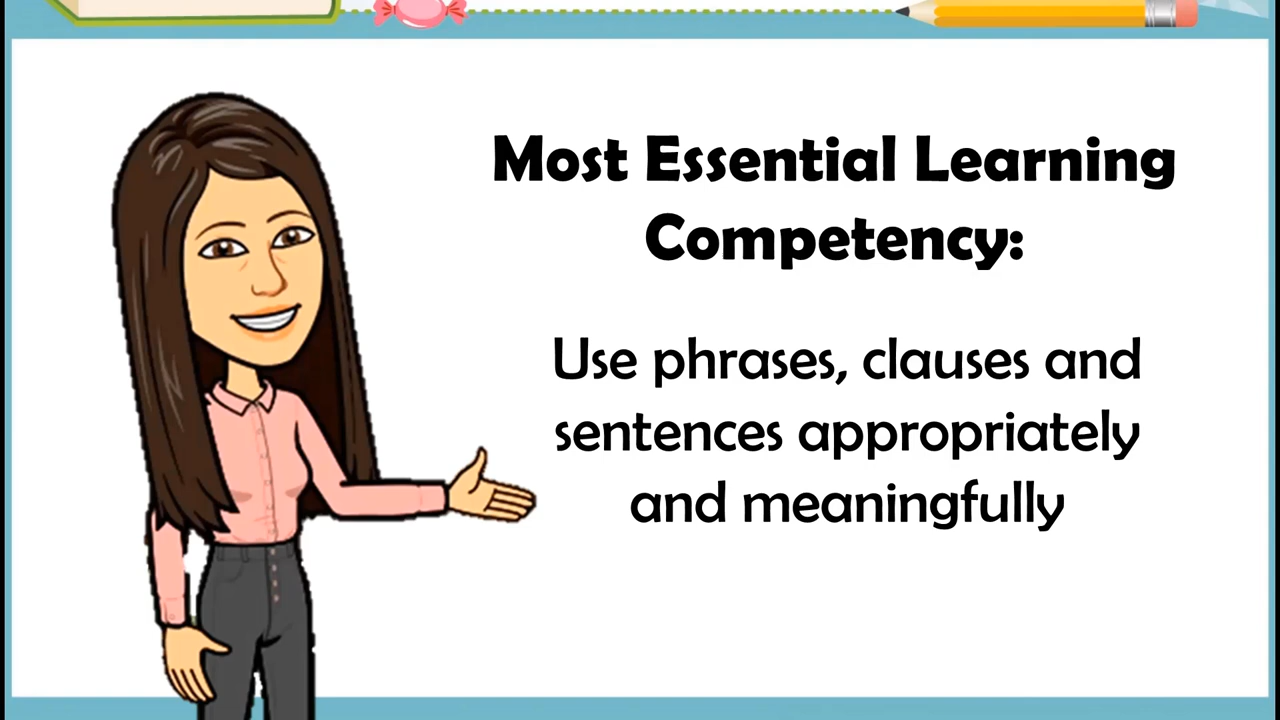 Most Essential Learning
Competency:
Use phrases, clauses and
sentences appropriately
and meaningfully